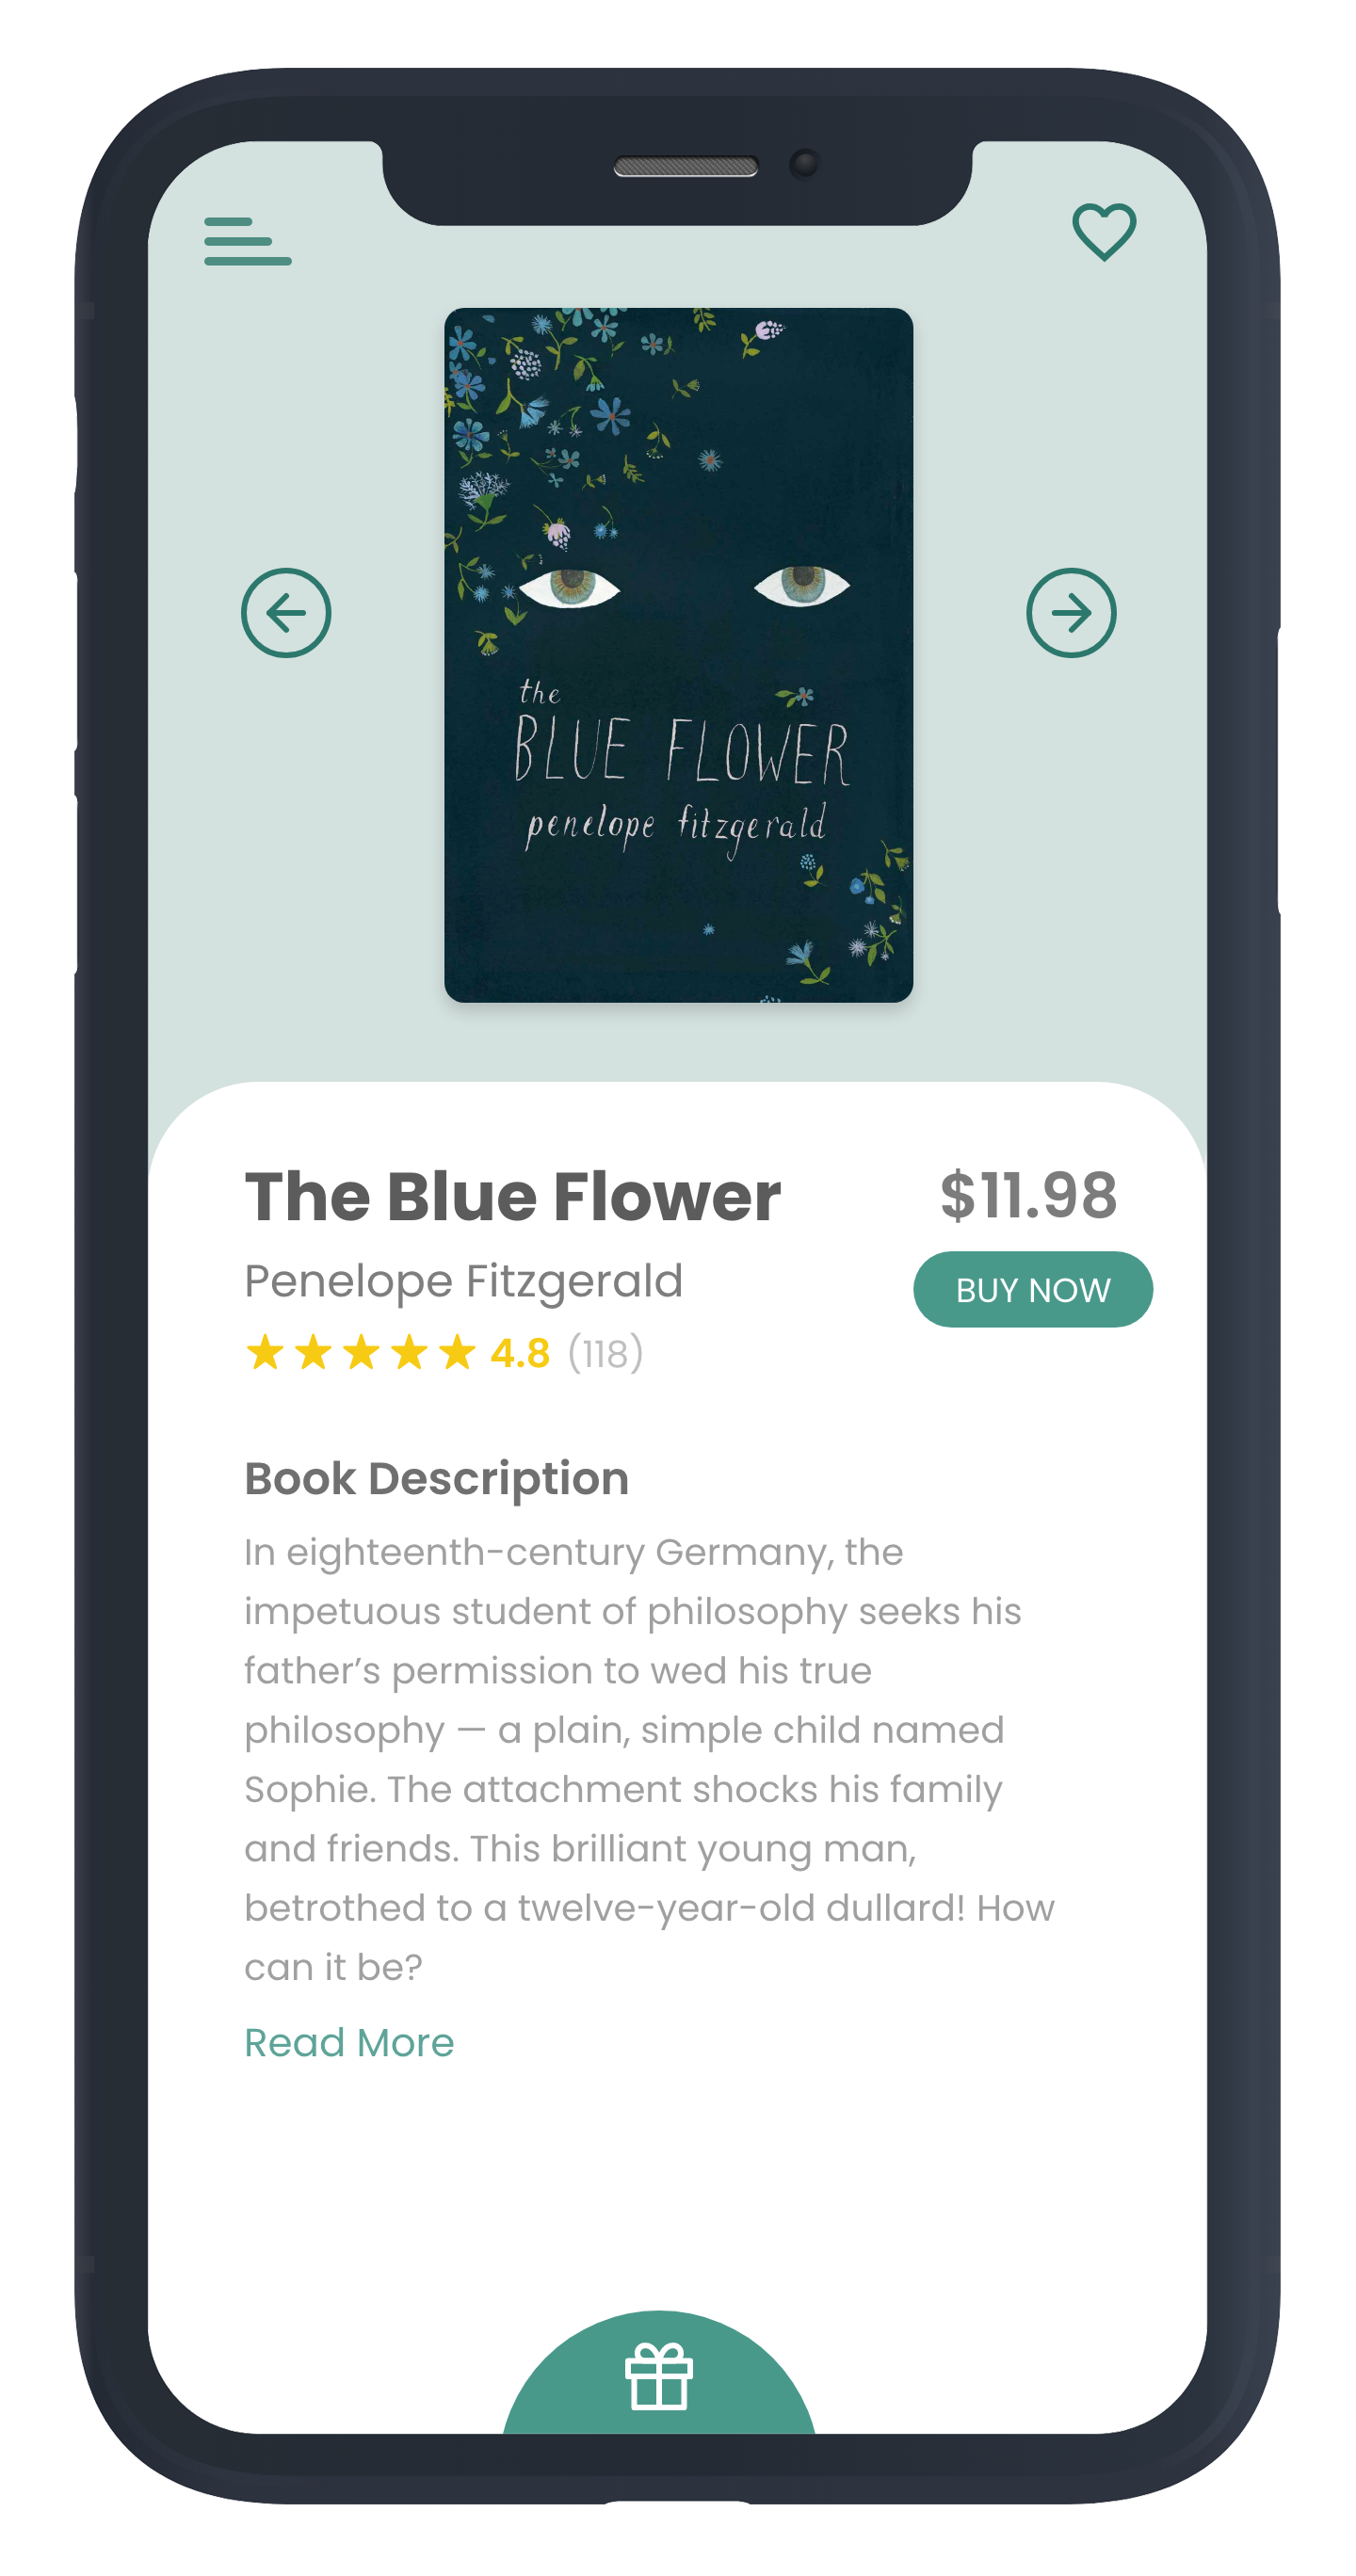 the
BLUE FLOWER
penelope fitzgerald
The Blue Flower
$11.98
Penelope Fitzgerald
BUY NOW
4.8 (118)
Book Description
In eighteenth-century Germany, the
impetuous student of philosophy seeks his
father’s permission to wed his true
philosophy — a plain, simple child named
Sophie. The attachment shocks his family
and friends. This brilliant young man,
betrothed to a twelve-year-old dullard! How
can it be?
Read More